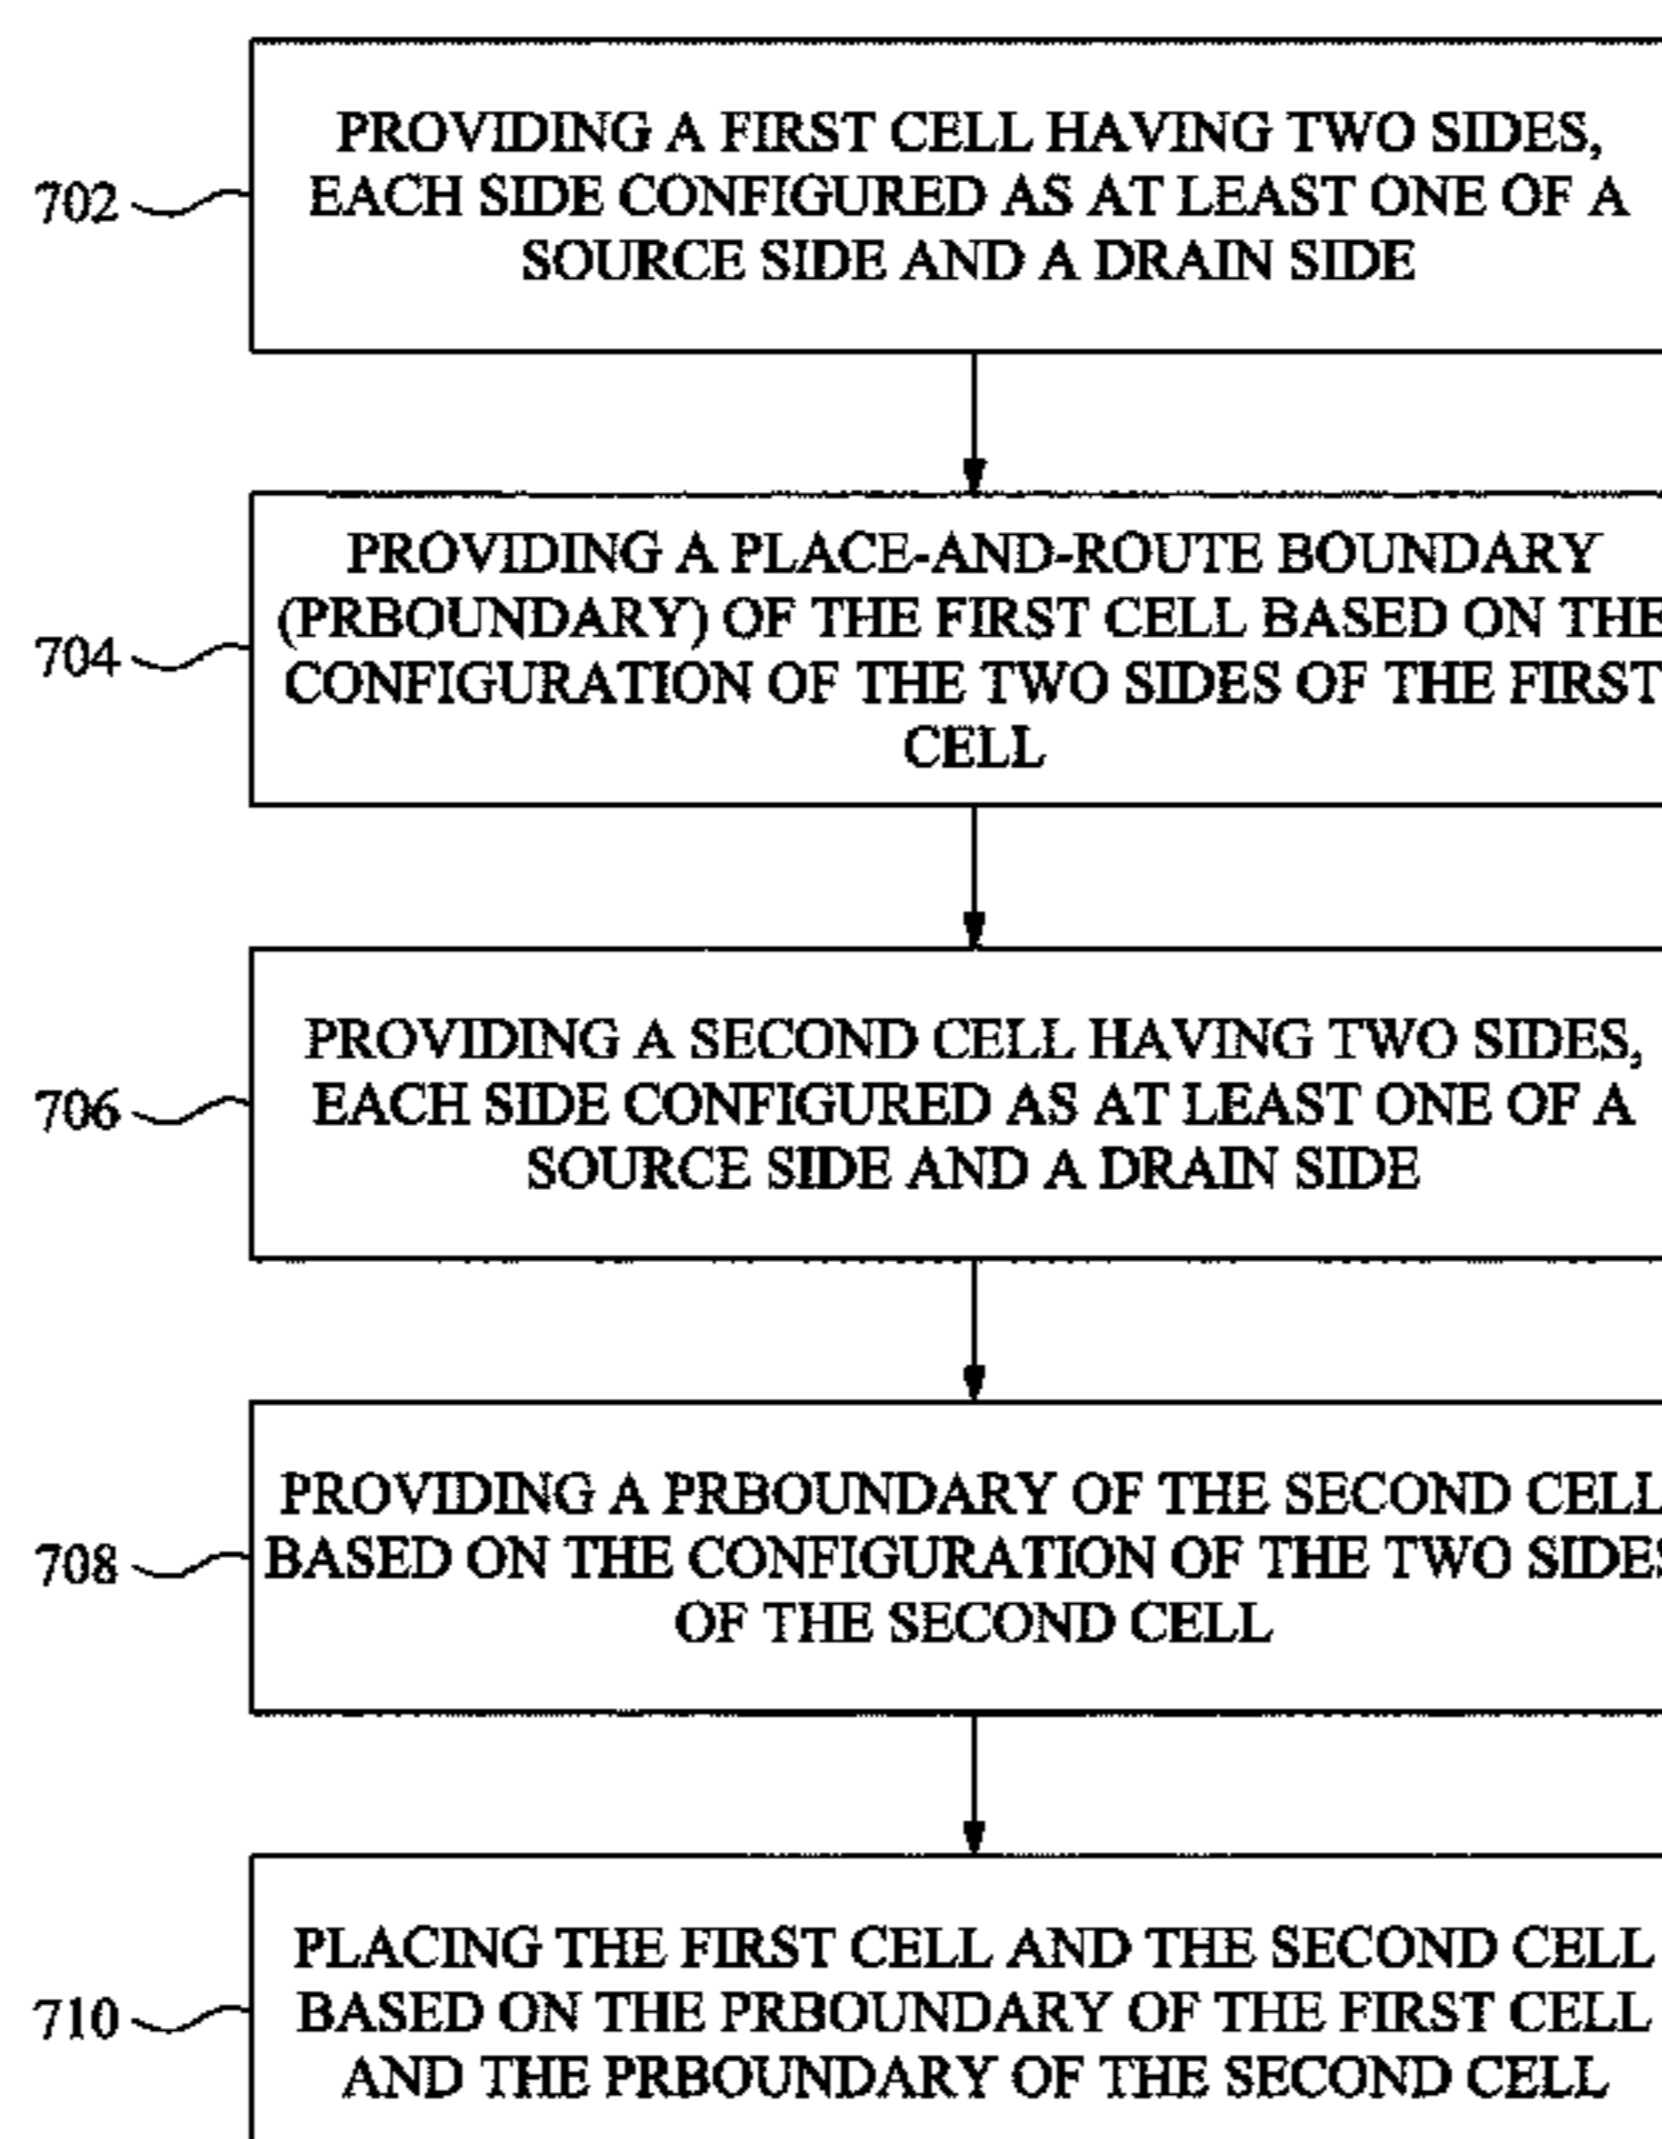 PROVIDING A FIRST CELL HAVING TWO SIDES,
702
EACH SIDE CONFIGURED AS AT LEAST ONE OF A
SOURCE SIDE AND A DRAIN SIDE
PROVIDING A PLACE-AND-ROUTE BOUNDARY
(PRBOUNDARY) OF THE FIRST CELL BASED ON THE
704
CONFIGURATION OF THE TWO SIDES OF THE FIRST
CELL
PROVIDING A SECOND CELL HAVING TWO SIDES,
706
EACH SIDE CONFIGURED AS AT LEAST ONE OF A
SOURCE SIDE AND A DRAIN SIDE
PROVIDING A PRBOUNDARY OF THE SECOND CELL
708
BASED ON THE CONFIGURATION OF THE TWO SIDES
OF THE SECOND CELL
PLACING THE FIRST CELL AND THE SECOND CELL
710
BASED ON THE PRBOUNDARY OF THE FIRST CELL
AND THE PRBOUNDARY OF THE SECOND CELL